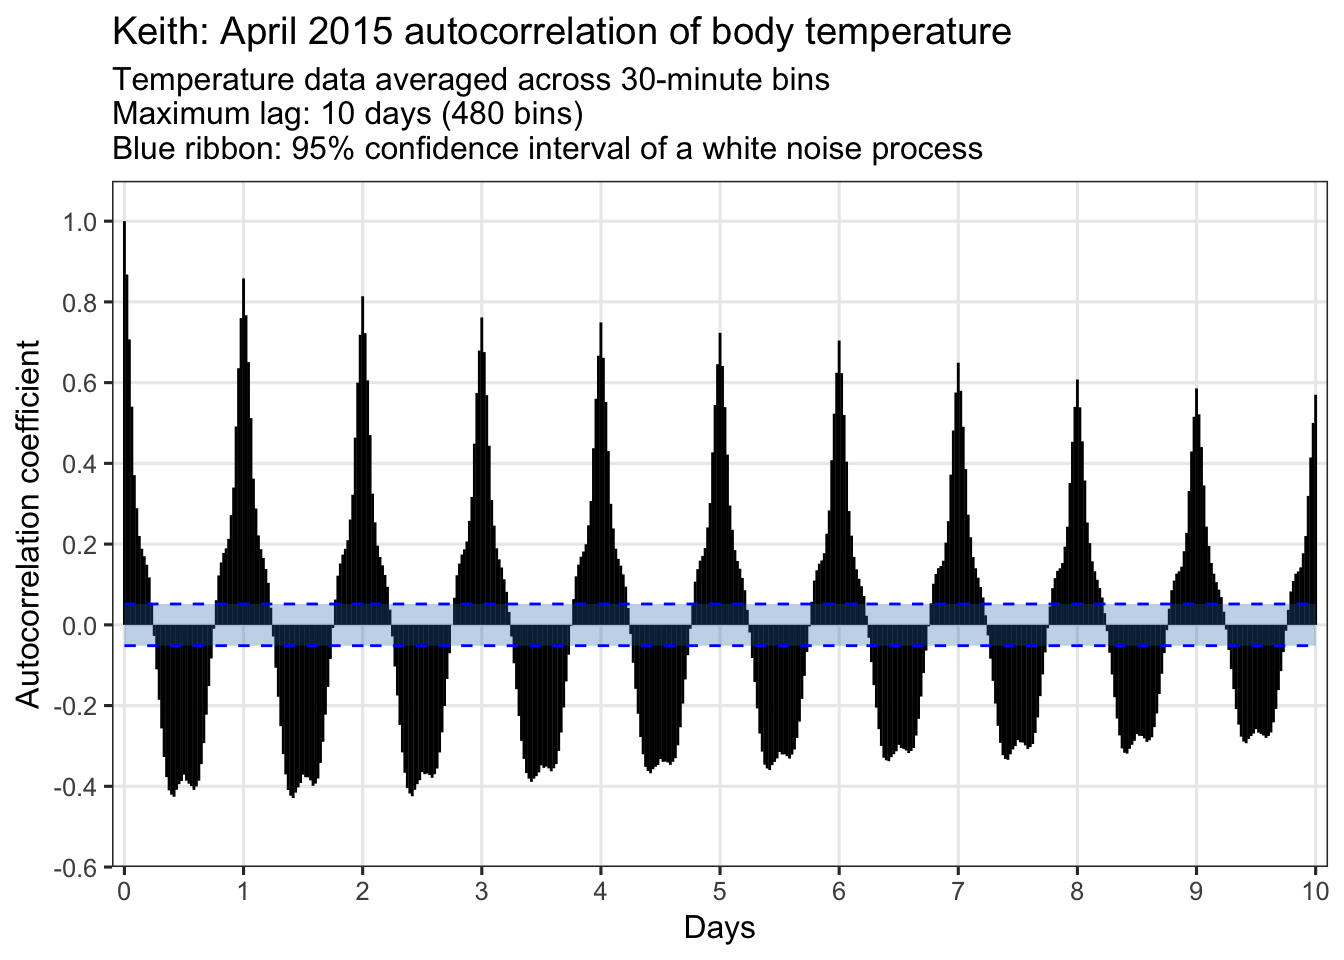 Keith: April 2015 autocorrelation of body temperature
Temperature data averaged across 30-minute bins
Maximum lag: 10 days (480 bins)
Blue ribbon: 95% confidence interval of a white noise process
Autocorrelation coefficient
1.0
0.8
0.6
0.4
0.2
0.0
-0.2
-0.4
-0.6
0 1 2 3 4 5 6 7 8 9 10
Days